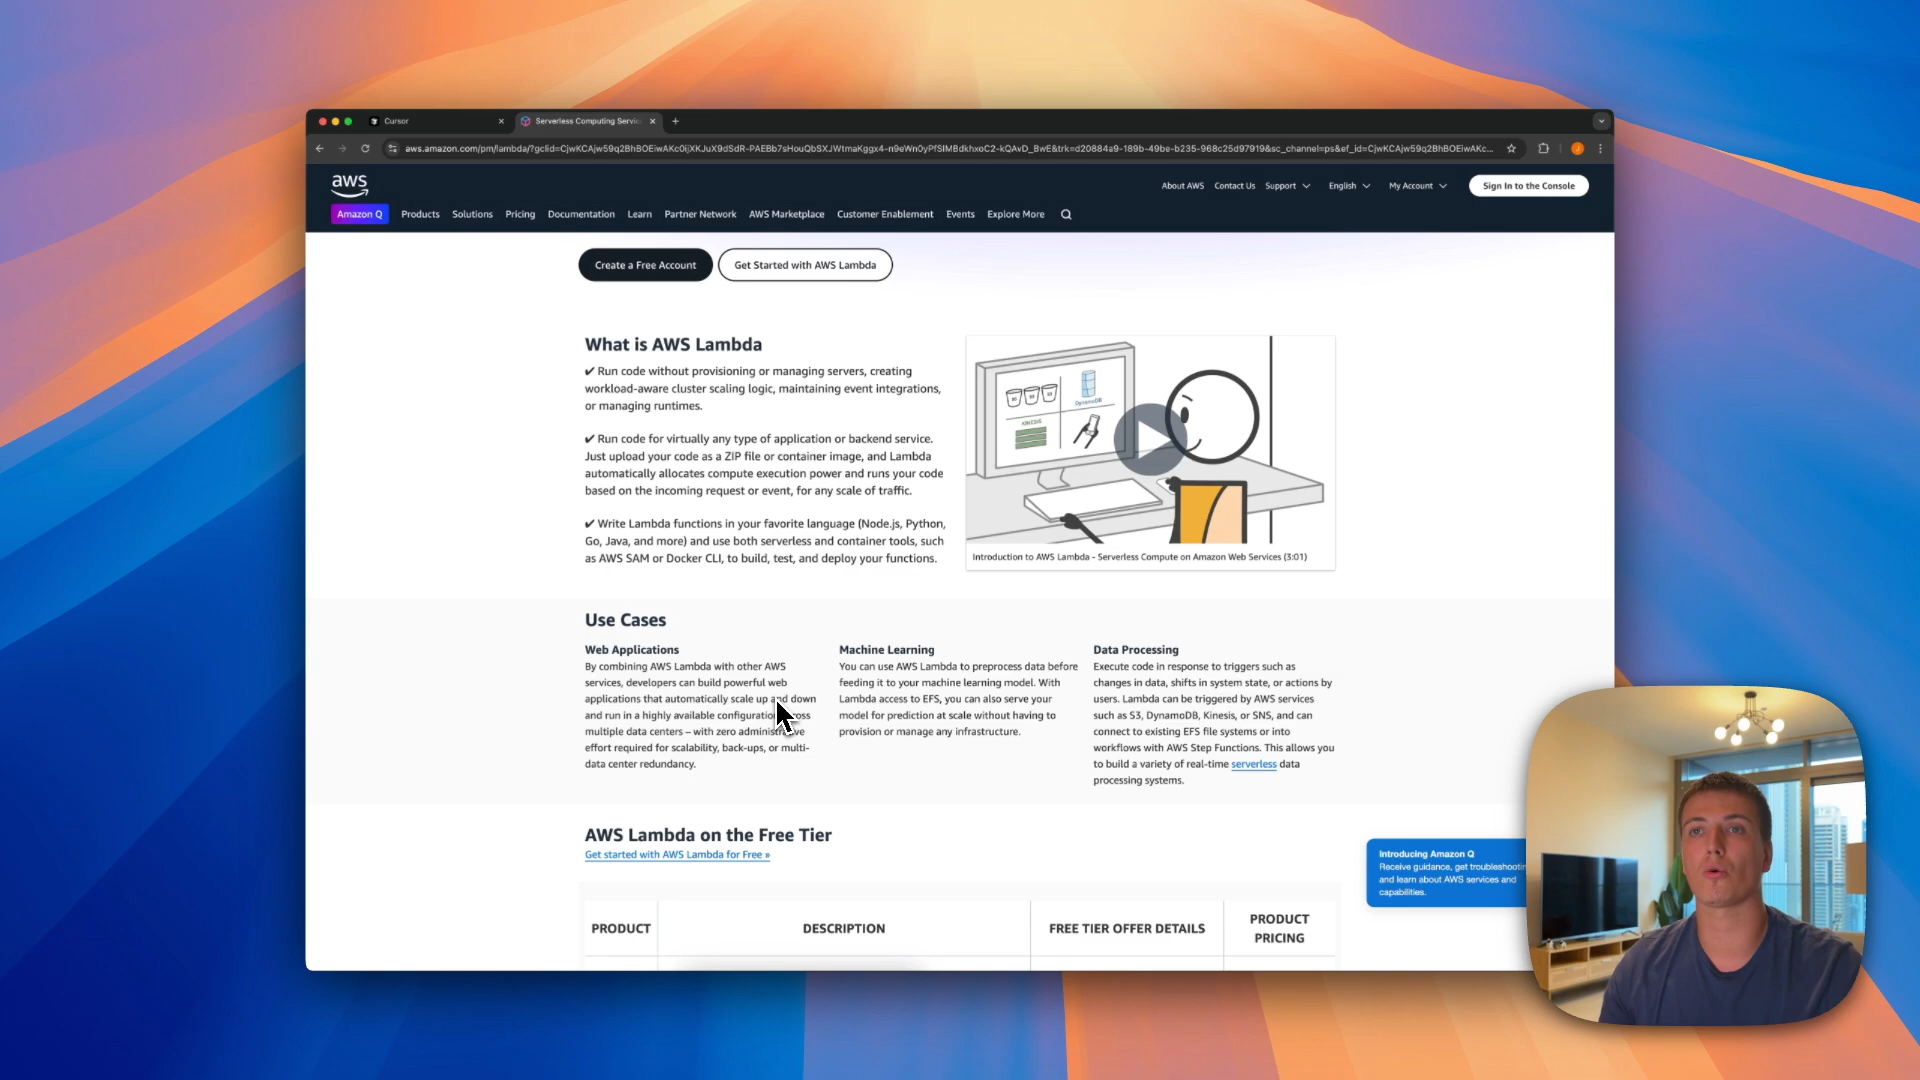 Cursor
Serverless Computing Servic
aws.amazon.com/pm/lambda/?gclid=
aws
About AWS Contact Us Support English My Account Sign In to the Console
Amazon Q Products Solutions Pricing Documentation Learn Partner Network AWS Marketplace Customer Enablement Events Explore More
Create a Free Account Get Started with AWS Lambda
What is AWS Lambda
✔ Run code without provisioning or managing servers, creating
workload-aware cluster scaling logic, maintaining event integrations,
or managing runtimes.
✔ Run code for virtually any type of application or backend service.
Just upload your code as a ZIP file or container image, and Lambda
automatically allocates compute execution power and runs your code
based on the incoming request or event, for any scale of traffic.
✔ Write Lambda functions in your favorite language (Node.js, Python,
Go, Java, and more) and use both serverless and container tools, such
as AWS SAM or Docker CLI, to build, test, and deploy your functions.
DynamoDB
KINESIS
Introduction to AWS Lambda - Serverless Compute on Amazon Web Services (3:01)
Use Cases
Web Applications
By combining AWS Lambda with other AWS
services, developers can build powerful web
applications that automatically scale up and down
and run in a highly available configuration
multiple data centers – with zero
effort required for scalability, back-ups, or multi-
data center redundancy.
Machine Learning
You can use AWS Lambda to preprocess data before
feeding it to your machine learning model. With
Lambda access to EFS, you can also serve your
model for prediction at scale without having to
provision or manage any infrastructure.
Data Processing
Execute code in response to triggers such as
changes in data, shifts in system state, or actions by
users. Lambda can be triggered by AWS services
such as S3, DynamoDB, Kinesis, or SNS, and can
connect to existing EFS file systems or into
workflows with AWS Step Functions. This allows you
to build a variety of real-time serverless data
processing systems.
AWS Lambda on the Free Tier
Get started with AWS Lambda for Free »
PRODUCT DESCRIPTION FREE TIER OFFER DETAILS PRODUCT
PRICING
Introducing Amazon Q
Receive guidance, get troubleshootin
and learn about AWS services and
capabilities.